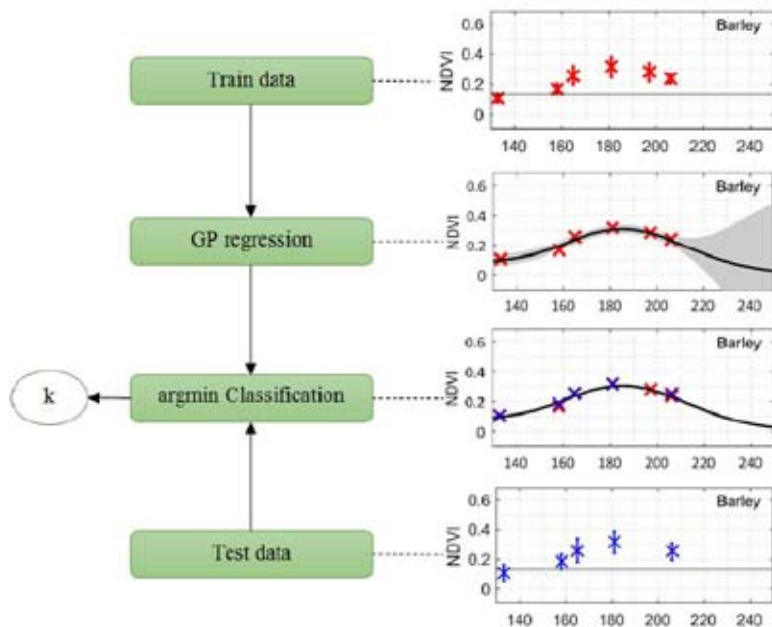 Train data
0.6
0.4
0.2
0
NDVI
Barley
140 160 180 200 220 240
GP regression
0.6
0.4
0.2
0
NDVI
Barley
140 160 180 200 220 240
k
argmin Classification
0.6
0.4
0.2
0
NDVI
Barley
140 160 180 200 220 240
Test data
0.6
0.4
0.2
0
NDVI
Barley
140 160 180 200 220 240